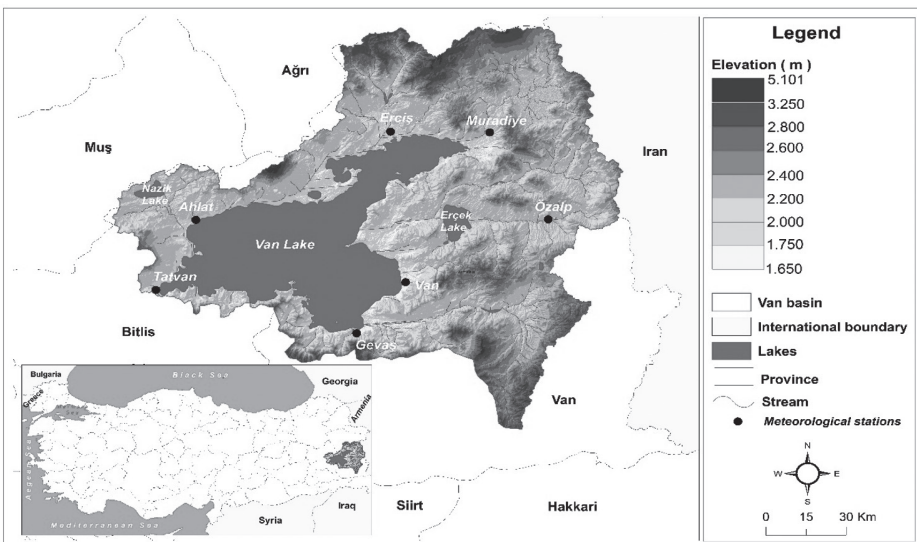 Ağrı
Muş
Iran
Erciş
Muradiye
Nazik
Lake
Ahlat
Erçek
Lake
Özalp
Van Lake
Tatvan
Van
Bitlis
Gevaş
Van
Siirt
Hakkari
Bulgaria
Black Sea
Georgia
Greece
Armenia
Aegean Sea
Iraq
Syria
Mediterranean Sea
Legend
Elevation ( m )
5.101
3.250
2.800
2.600
2.400
2.200
2.000
1.750
1.650
Van basin
International boundary
Lakes
Province
Stream
Meteorological stations
N
W
E
S
0 15 30 Km